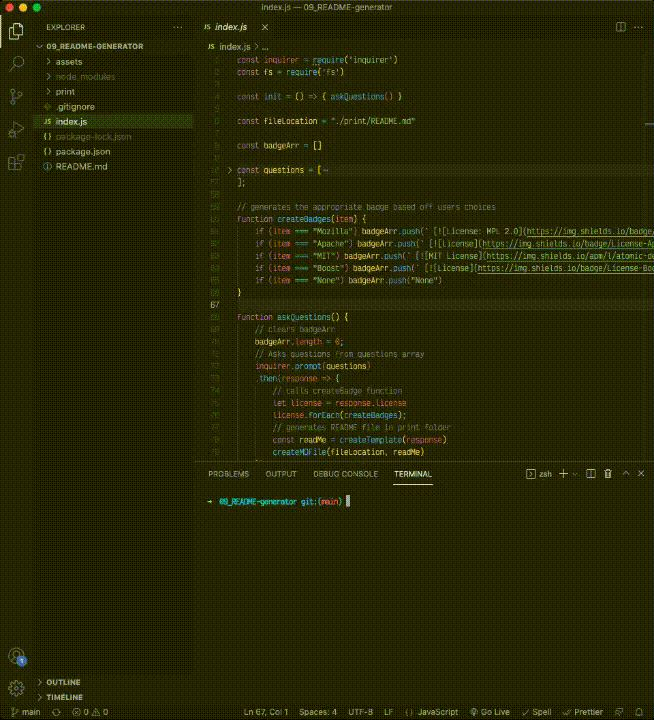 index.js — 09_README-generator
EXPLORER
09_README-GENERATOR
assets
node_modules
print
.gitignore
index.js
package-lock.json
package.json
README.md
OUTLINE
TIMELINE
index.js
index.js > ...
const inquirer = require('inquirer')
const fs = require('fs')
const init = () => { askQuestions() }
const fileLocation = "./print/README.md"
const badgeArr = []
const questions = [
];
// generates the appropriate badge based off users choices
function createBadges(item) {
if (item === "Mozilla") badgeArr.push(' [![License: MPL 2.0](https://img.shields.io/badge/
if (item === "Apache") badgeArr.push(' [![License](https://img.shields.io/badge/License-Ap
if (item === "MIT") badgeArr.push(' [![MIT License](https://img.shields.io/apm/l/atomic-de
if (item === "Boost") badgeArr.push(' [![License](https://img.shields.io/badge/License-Boo
if (item === "None") badgeArr.push("None")
}
67
function askQuestions() {
// clears badgeArr
badgeArr.length = 0;
// Asks questions from questions array
inquirer.prompt(questions)
.then(response => {
// calls createBadge function
let license = response.license
license.forEach(createBadges);
// generates README file in print folder
const readMe = createTemplate(response)
createMDFile(fileLocation, readMe)
PROBLEMS OUTPUT DEBUG CONSOLE TERMINAL
zsh
→ 09_README-generator git:(main)
main 0 0 Ln 67, Col 1 Spaces: 4 UTF-8 LF {} JavaScript Go Live Spell Prettier